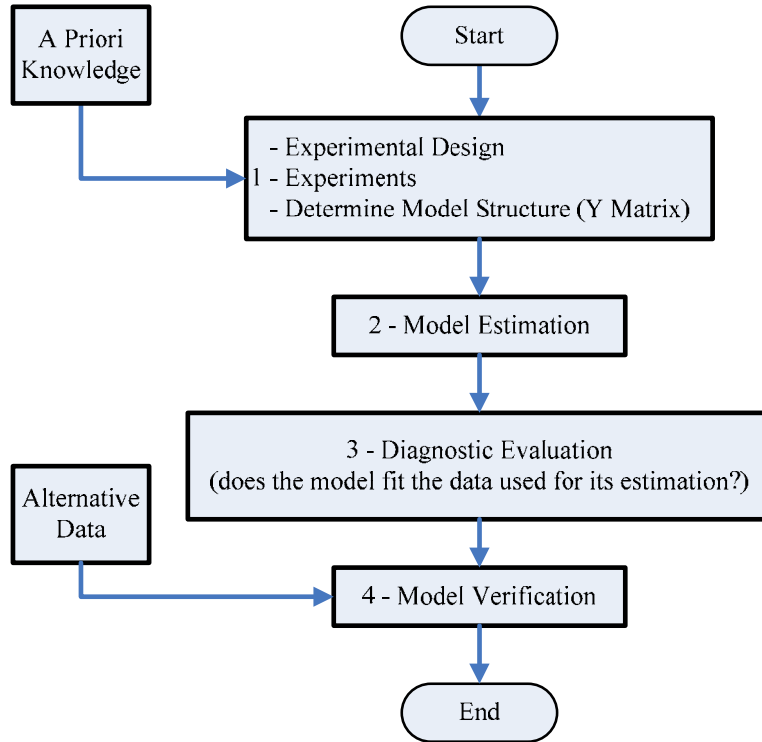 A Priori
Knowledge
Start
- Experimental Design
1 - Experiments
- Determine Model Structure (Y Matrix)
2 - Model Estimation
3 - Diagnostic Evaluation
(does the model fit the data used for its estimation?)
Alternative
Data
4 - Model Verification
End